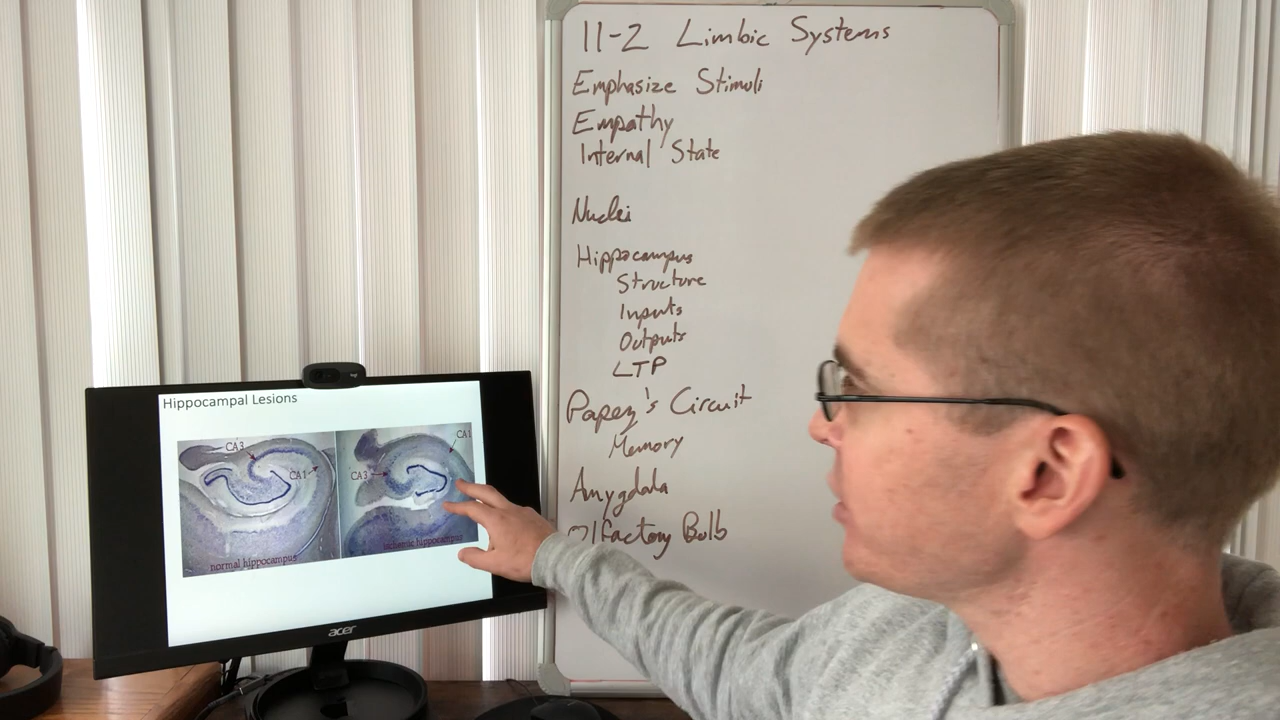 11-2 Limbic Systems
Emphasize Stimuli
Empathy
Internal State
Nuclei
Hippocampus
Structure
Inputs
Outputs
LTP
Papez's Circuit
Memory
Amygdala
Olfactory Bulb
Hippocampal Lesions
CA3
CA1
normal hippocampus
CA1
CA3
ischemic hippocampus
acer